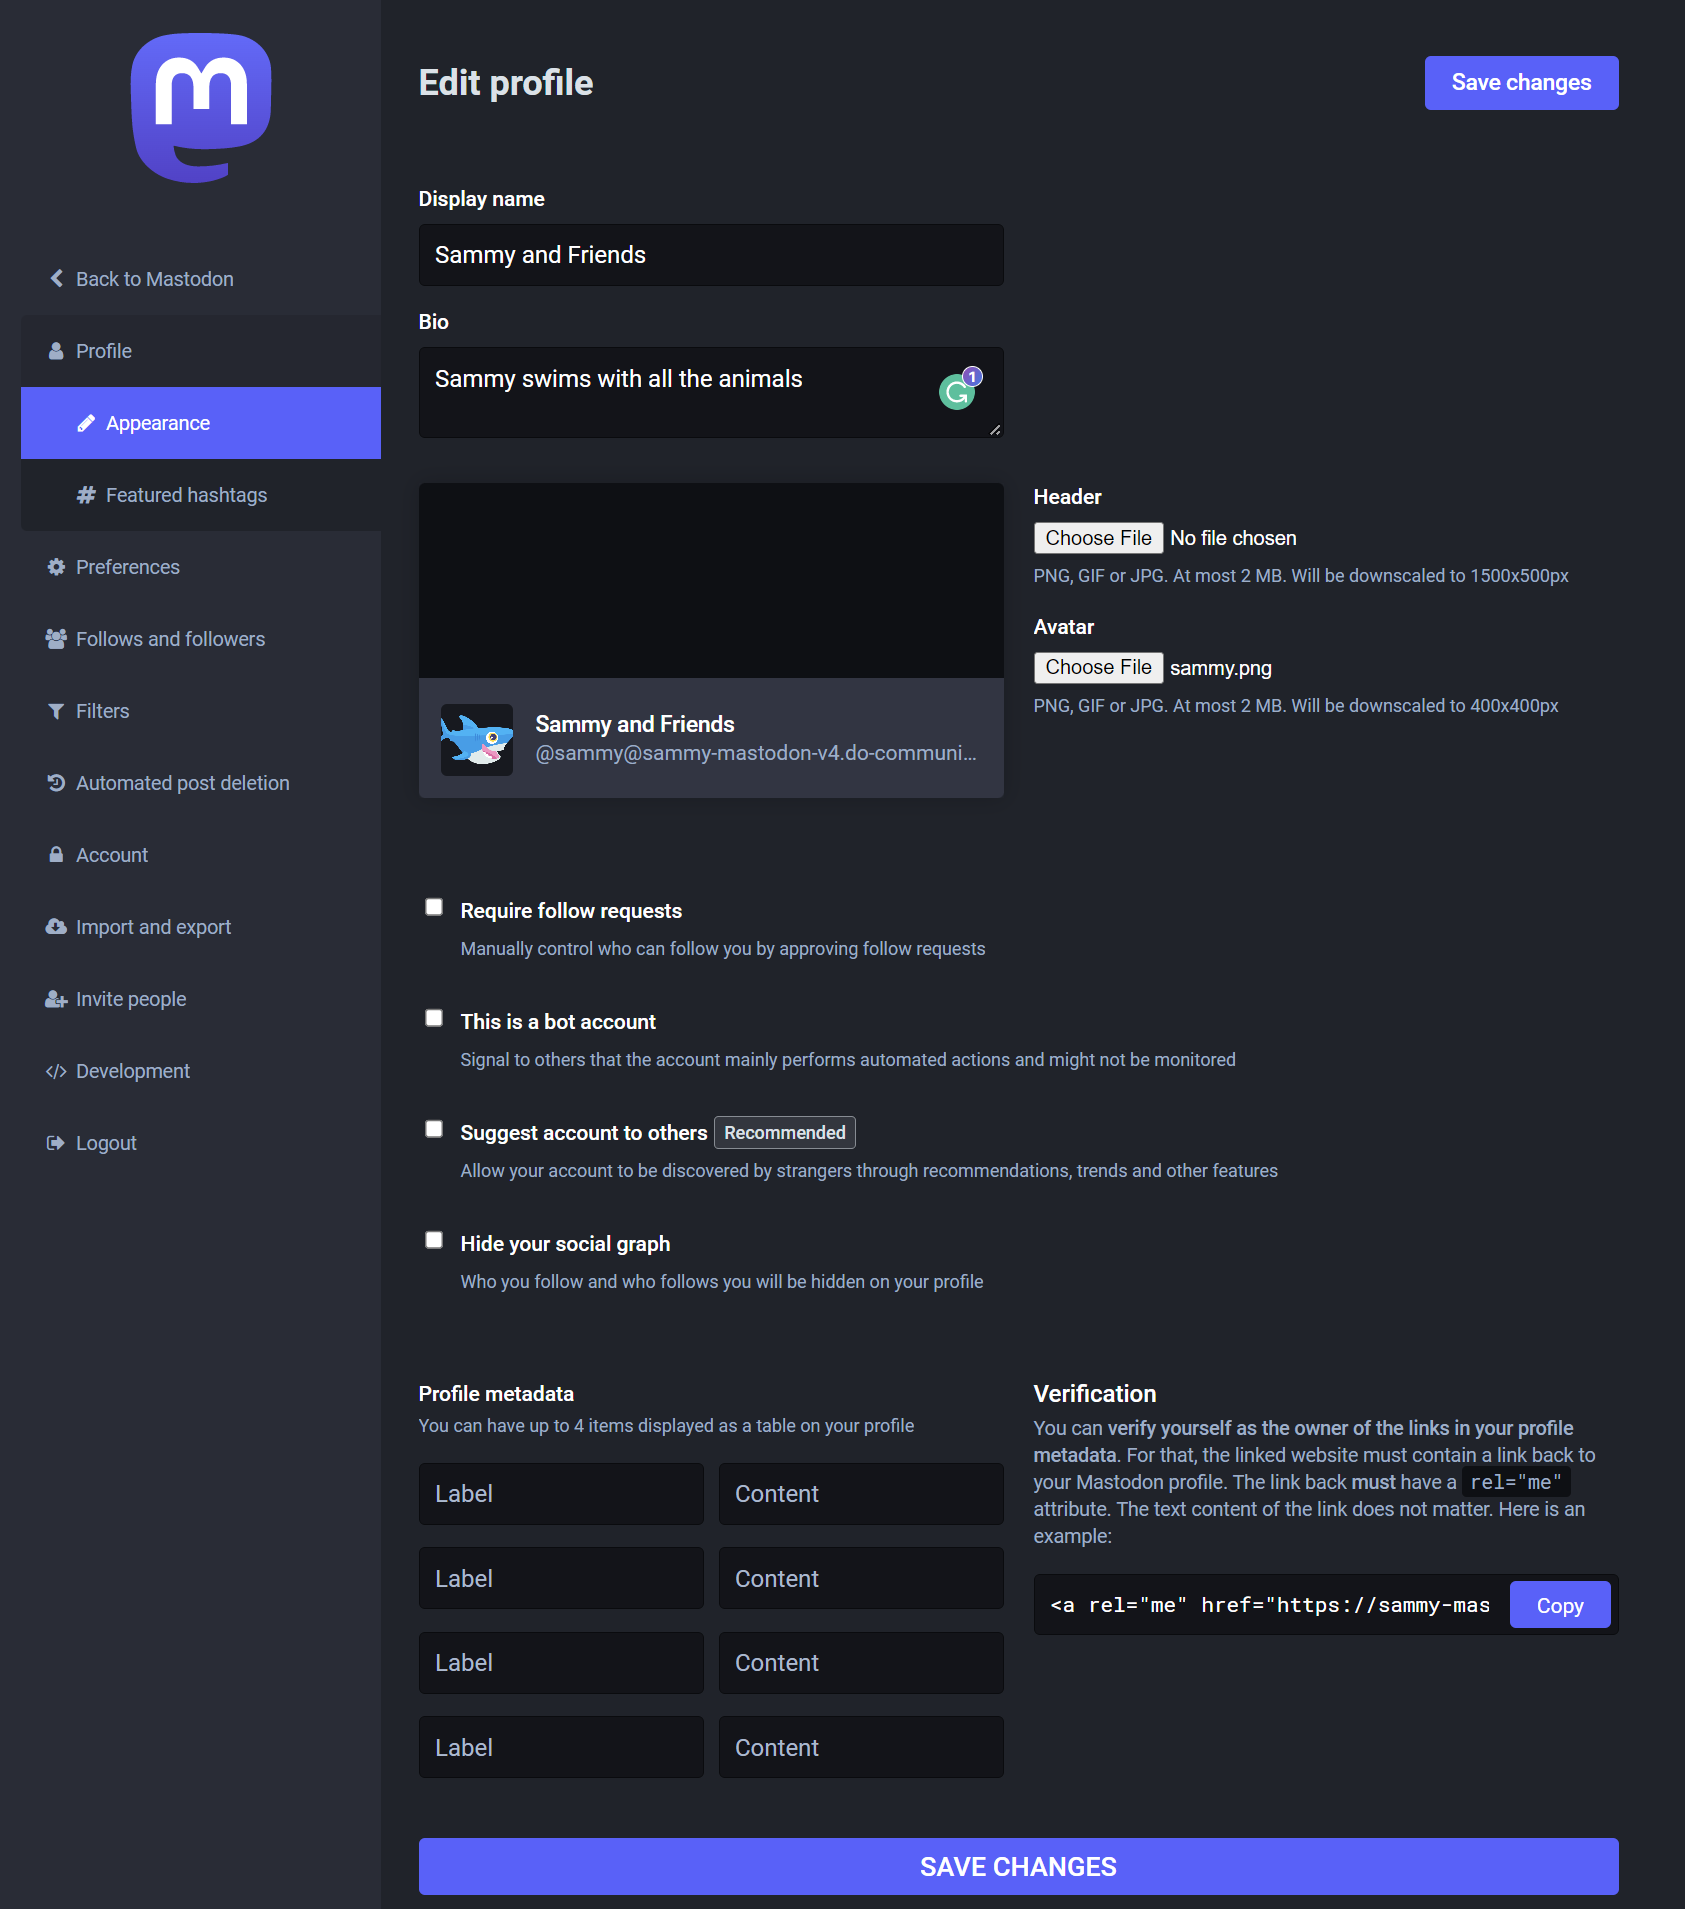 Back to Mastodon
Profile
Appearance
Featured hashtags
Preferences
Follows and followers
Filters
Automated post deletion
Account
Import and export
Invite people
Development
Logout
Edit profile
Save changes
Display name
Sammy and Friends
Bio
Sammy swims with all the animals
1
Header
Choose File No file chosen
PNG, GIF or JPG. At most 2 MB. Will be downscaled to 1500x500px
Avatar
Choose File sammy.png
PNG, GIF or JPG. At most 2 MB. Will be downscaled to 400x400px
Sammy and Friends
@sammy@sammy-mastodon-v4.do-communi...
Require follow requests
Manually control who can follow you by approving follow requests
This is a bot account
Signal to others that the account mainly performs automated actions and might not be monitored
Suggest account to others Recommended
Allow your account to be discovered by strangers through recommendations, trends and other features
Hide your social graph
Who you follow and who follows you will be hidden on your profile
Profile metadata
You can have up to 4 items displayed as a table on your profile
Label Content
Label Content
Label Content
Label Content
Verification
You can verify yourself as the owner of the links in your profile
metadata. For that, the linked website must contain a link back to
your Mastodon profile. The link back must have a rel="me"
attribute. The text content of the link does not matter. Here is an
example:
<a rel="me" href="https://sammy-mas Copy
SAVE CHANGES